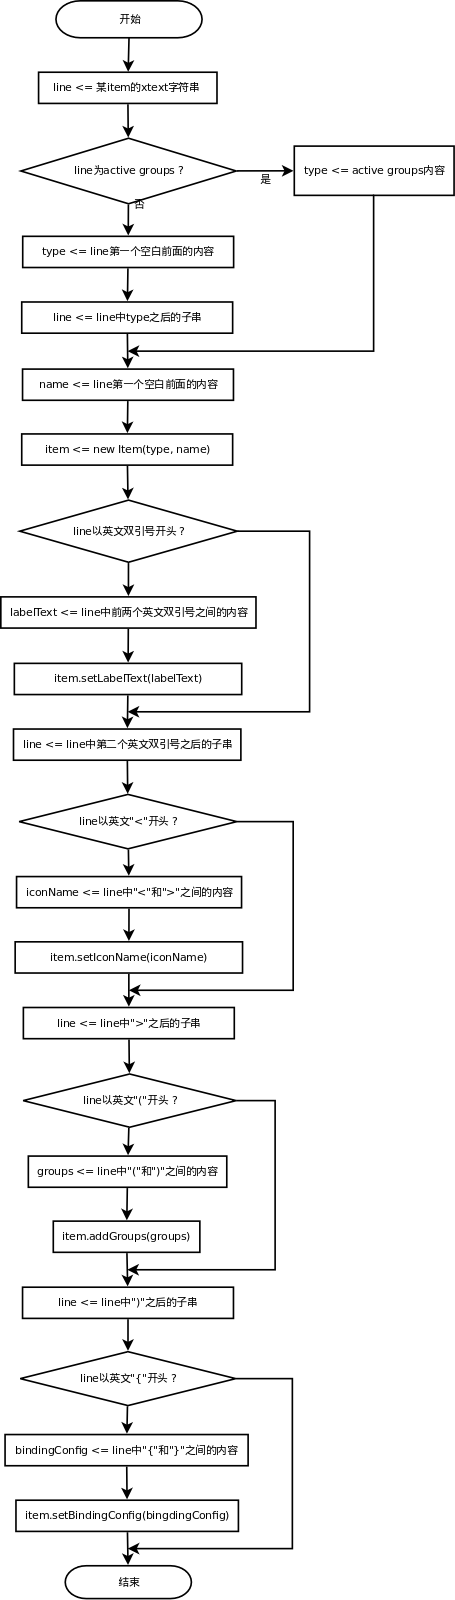 开始
line <= 某item的xtext字符串
line为active groups ?
是
type <= active groups内容
否
type <= line第一个空白前面的内容
line <= line中type之后的子串
name <= line第一个空白前面的内容
item <= new Item(type, name)
line以英文双引号开头 ?
labelText <= line中前两个英文双引号之间的内容
item.setLabelText(labelText)
line <= line中第二个英文双引号之后的子串
line以英文"<"开头 ?
iconName <= line中"<"和">"之间的内容
item.setIconName(iconName)
line <= line中">"之后的子串
line以英文"("开头 ?
groups <= line中"("和")"之间的内容
item.addGroups(groups)
line <= line中")"之后的子串
line以英文"{"开头 ?
bindingConfig <= line中"{"和"}"之间的内容
item.setBindingConfig(bingdingConfig)
结束